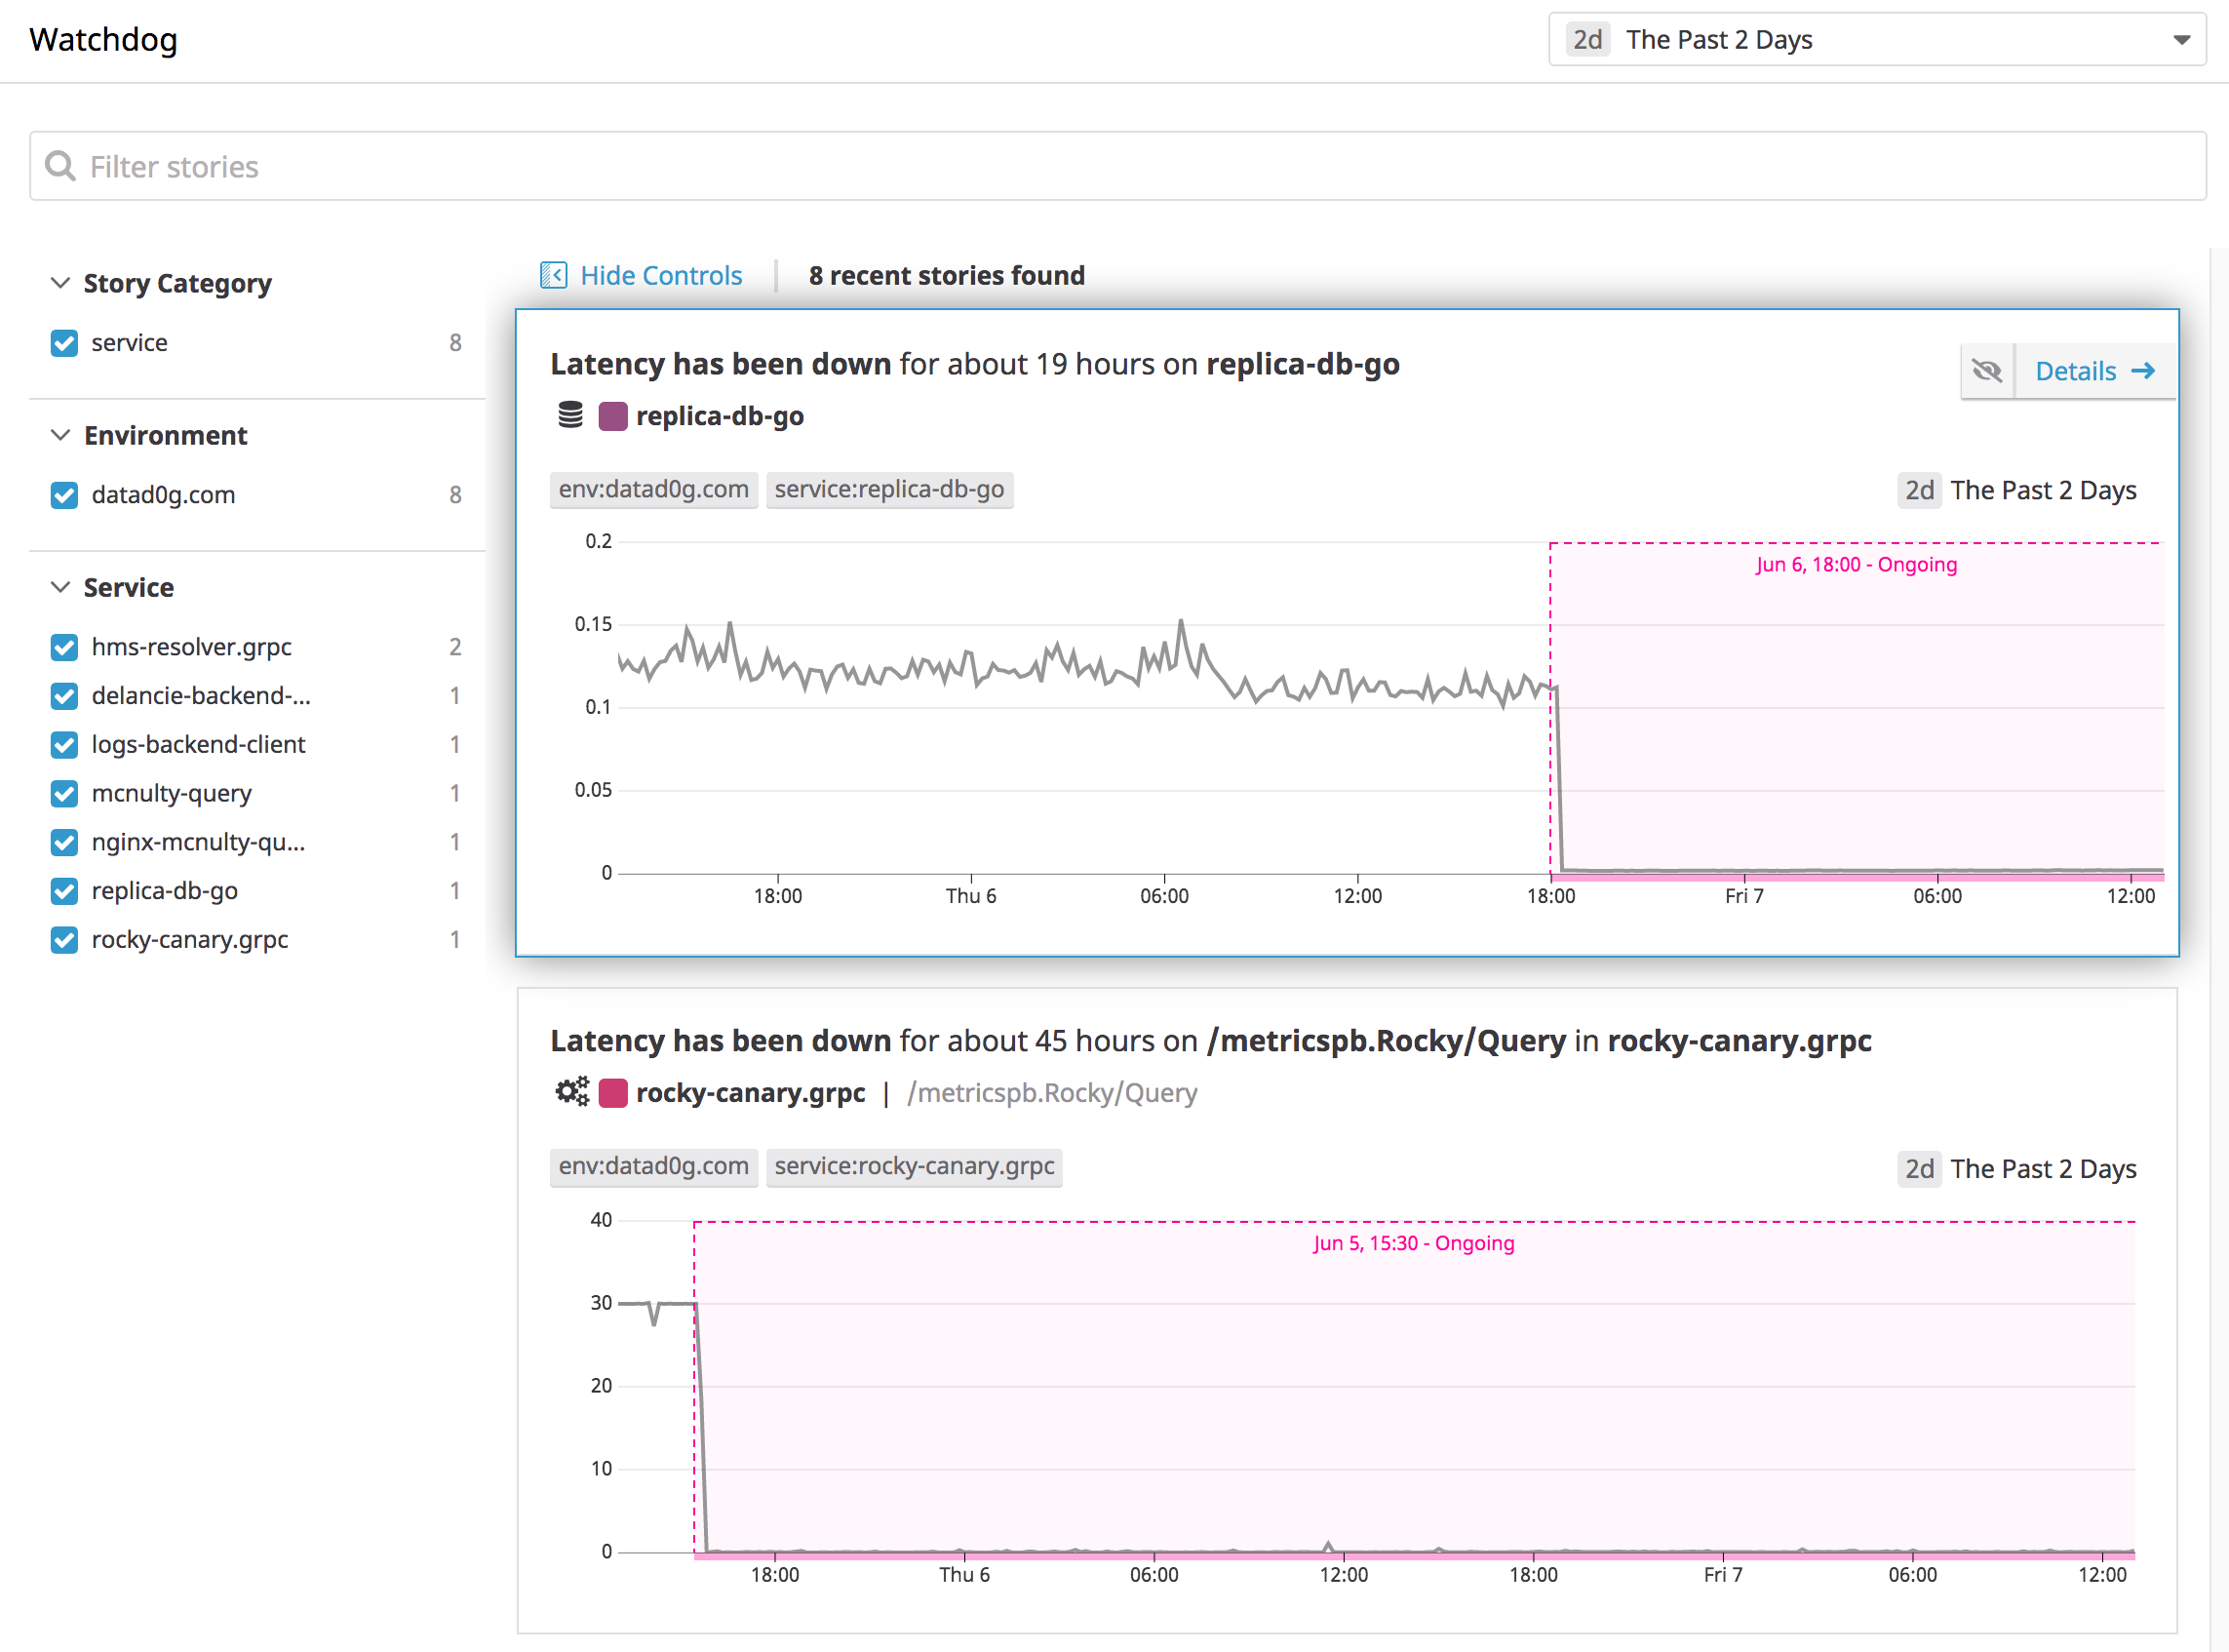 Watchdog
2d The Past 2 Days
Filter stories
Story Category
service 8
Environment
datad0g.com 8
Service
hms-resolver.grpc 2
delancie-backend-... 1
logs-backend-client 1
mcnulty-query 1
nginx-mcnulty-qu... 1
replica-db-go 1
rocky-canary.grpc 1
Hide Controls
8 recent stories found
Latency has been down for about 19 hours on replica-db-go
Details
replica-db-go
env:datad0g.com service:replica-db-go
2d The Past 2 Days
0.2
Jun 6, 18:00 - Ongoing
0.15
0.1
0.05
0
18:00 Thu 6 06:00 12:00 18:00 Fri 7 06:00 12:00
Latency has been down for about 45 hours on /metricspb.Rocky/Query in rocky-canary.grpc
rocky-canary.grpc | /metricspb.Rocky/Query
env:datad0g.com service:rocky-canary.grpc
2d The Past 2 Days
40
Jun 5, 15:30 - Ongoing
30
20
10
0
18:00 Thu 6 06:00 12:00 18:00 Fri 7 06:00 12:00